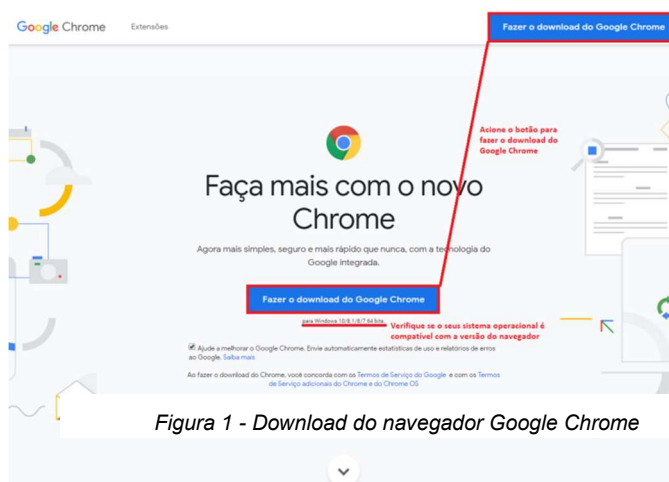 Google Chrome
Extensões
Fazer o download do Google Chrome
Acione o botão para
fazer o download do
Google Chrome
Faça mais com o novo
Chrome
Agora mais simples, seguro e mais rápido que nunca, com a tecnologia do
Google integrada.
Fazer o download do Google Chrome
para Windows 10/8.1/8/7 64 bits.
Verifique se o seus sistema operacional é
compatível com a versão do navegador
Ajude a melhorar o Google Chrome. Envie automaticamente estatísticas de uso e relatórios de erros
ao Google. Saiba mais
Ao fazer o download do Chrome, você concorda com os Termos de Serviço do Google e com os Termos
de Serviço adicionais do Chrome e do Chrome OS
Figura 1 - Download do navegador Google Chrome